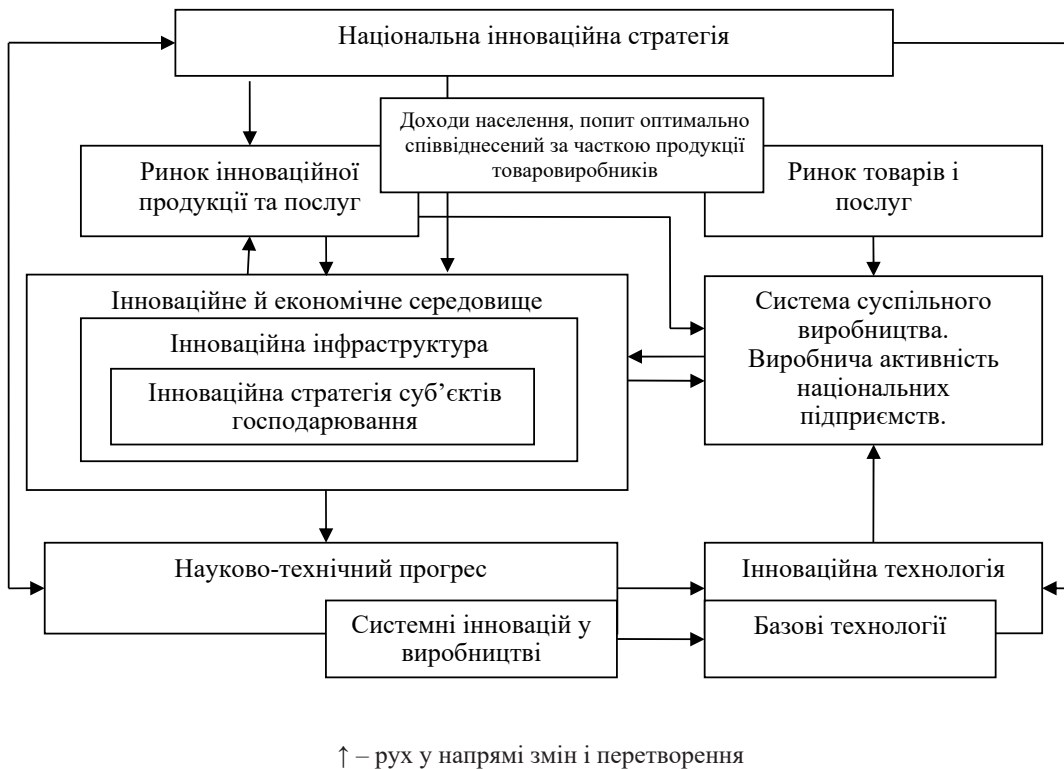 Національна інноваційна стратегія
Доходи населення, попит оптимально
співвіднесений за часткою продукції
товаровиробників
Ринок інноваційної
продукції та послуг
Ринок товарів і
послуг
Інноваційне й економічне середовище
Інноваційна інфраструктура
Інноваційна стратегія суб’єктів
господарювання
Система суспільного
виробництва.
Виробнича активність
національних
підприємств.
Науково-технічний прогрес
Системні інновацій у
виробництві
Інноваційна технологія
Базові технології
↑ – рух у напрямі змін і перетворення